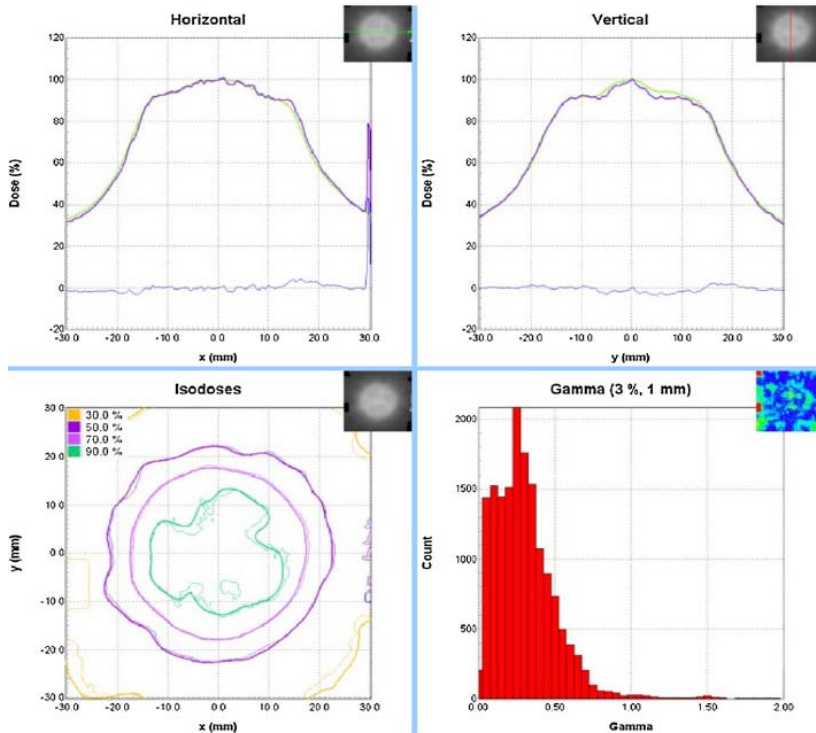 Horizontal
120
100
80
60
40
20
0
-20
Dose (%)
-30.0 -20.0 -10.0 0.0 10.0 20.0 30.0
x (mm)
Vertical
120
100
80
60
40
20
0
-20
Dose (%)
-30.0 -20.0 -10.0 0.0 10.0 20.0 30.0
y (mm)
Isodoses
30.0 %
50.0 %
70.0 %
90.0 %
30.0
20.0
10.0
0.0
-10.0
-20.0
-30.0
y (mm)
-30.0 -20.0 -10.0 0.0 10.0 20.0 30.0
x (mm)
Gamma (3 %, 1 mm)
2000
1500
1000
500
0
Count
0.00 0.50 1.00 1.50 2.00
Gamma